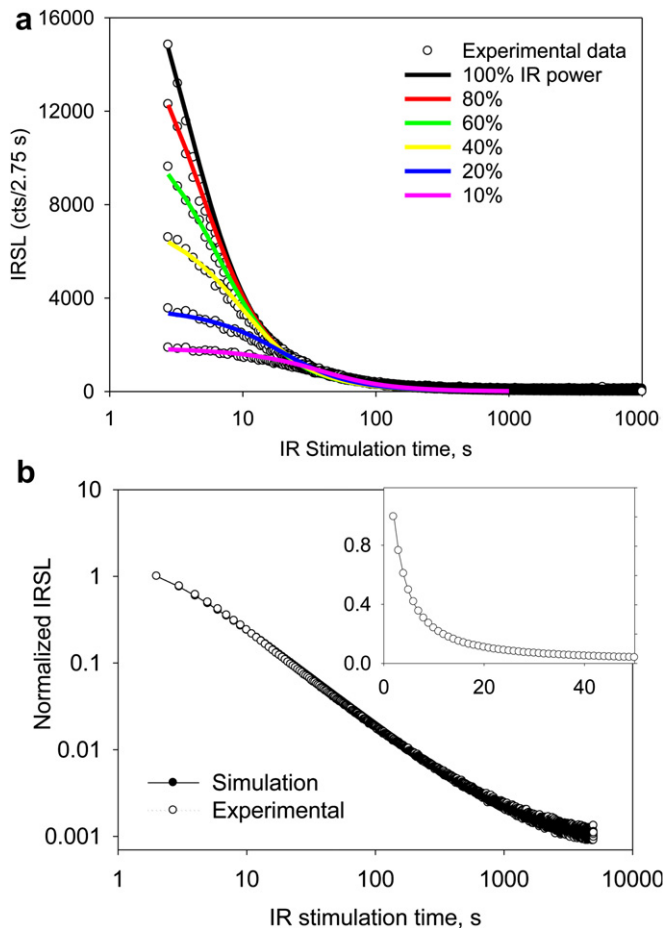 a
16000
12000
8000
4000
0
IRSL (cts/2.75 s)
Experimental data
100% IR power
80%
60%
40%
20%
10%
1 10 100 1000 1000
IR Stimulation time, s
b
10
1
0.1
0.01
0.001
Normalized IRSL
0.8
0.4
0.0
0 20 40
Simulation
Experimental
1 10 100 1000 10000
IR stimulation time, s